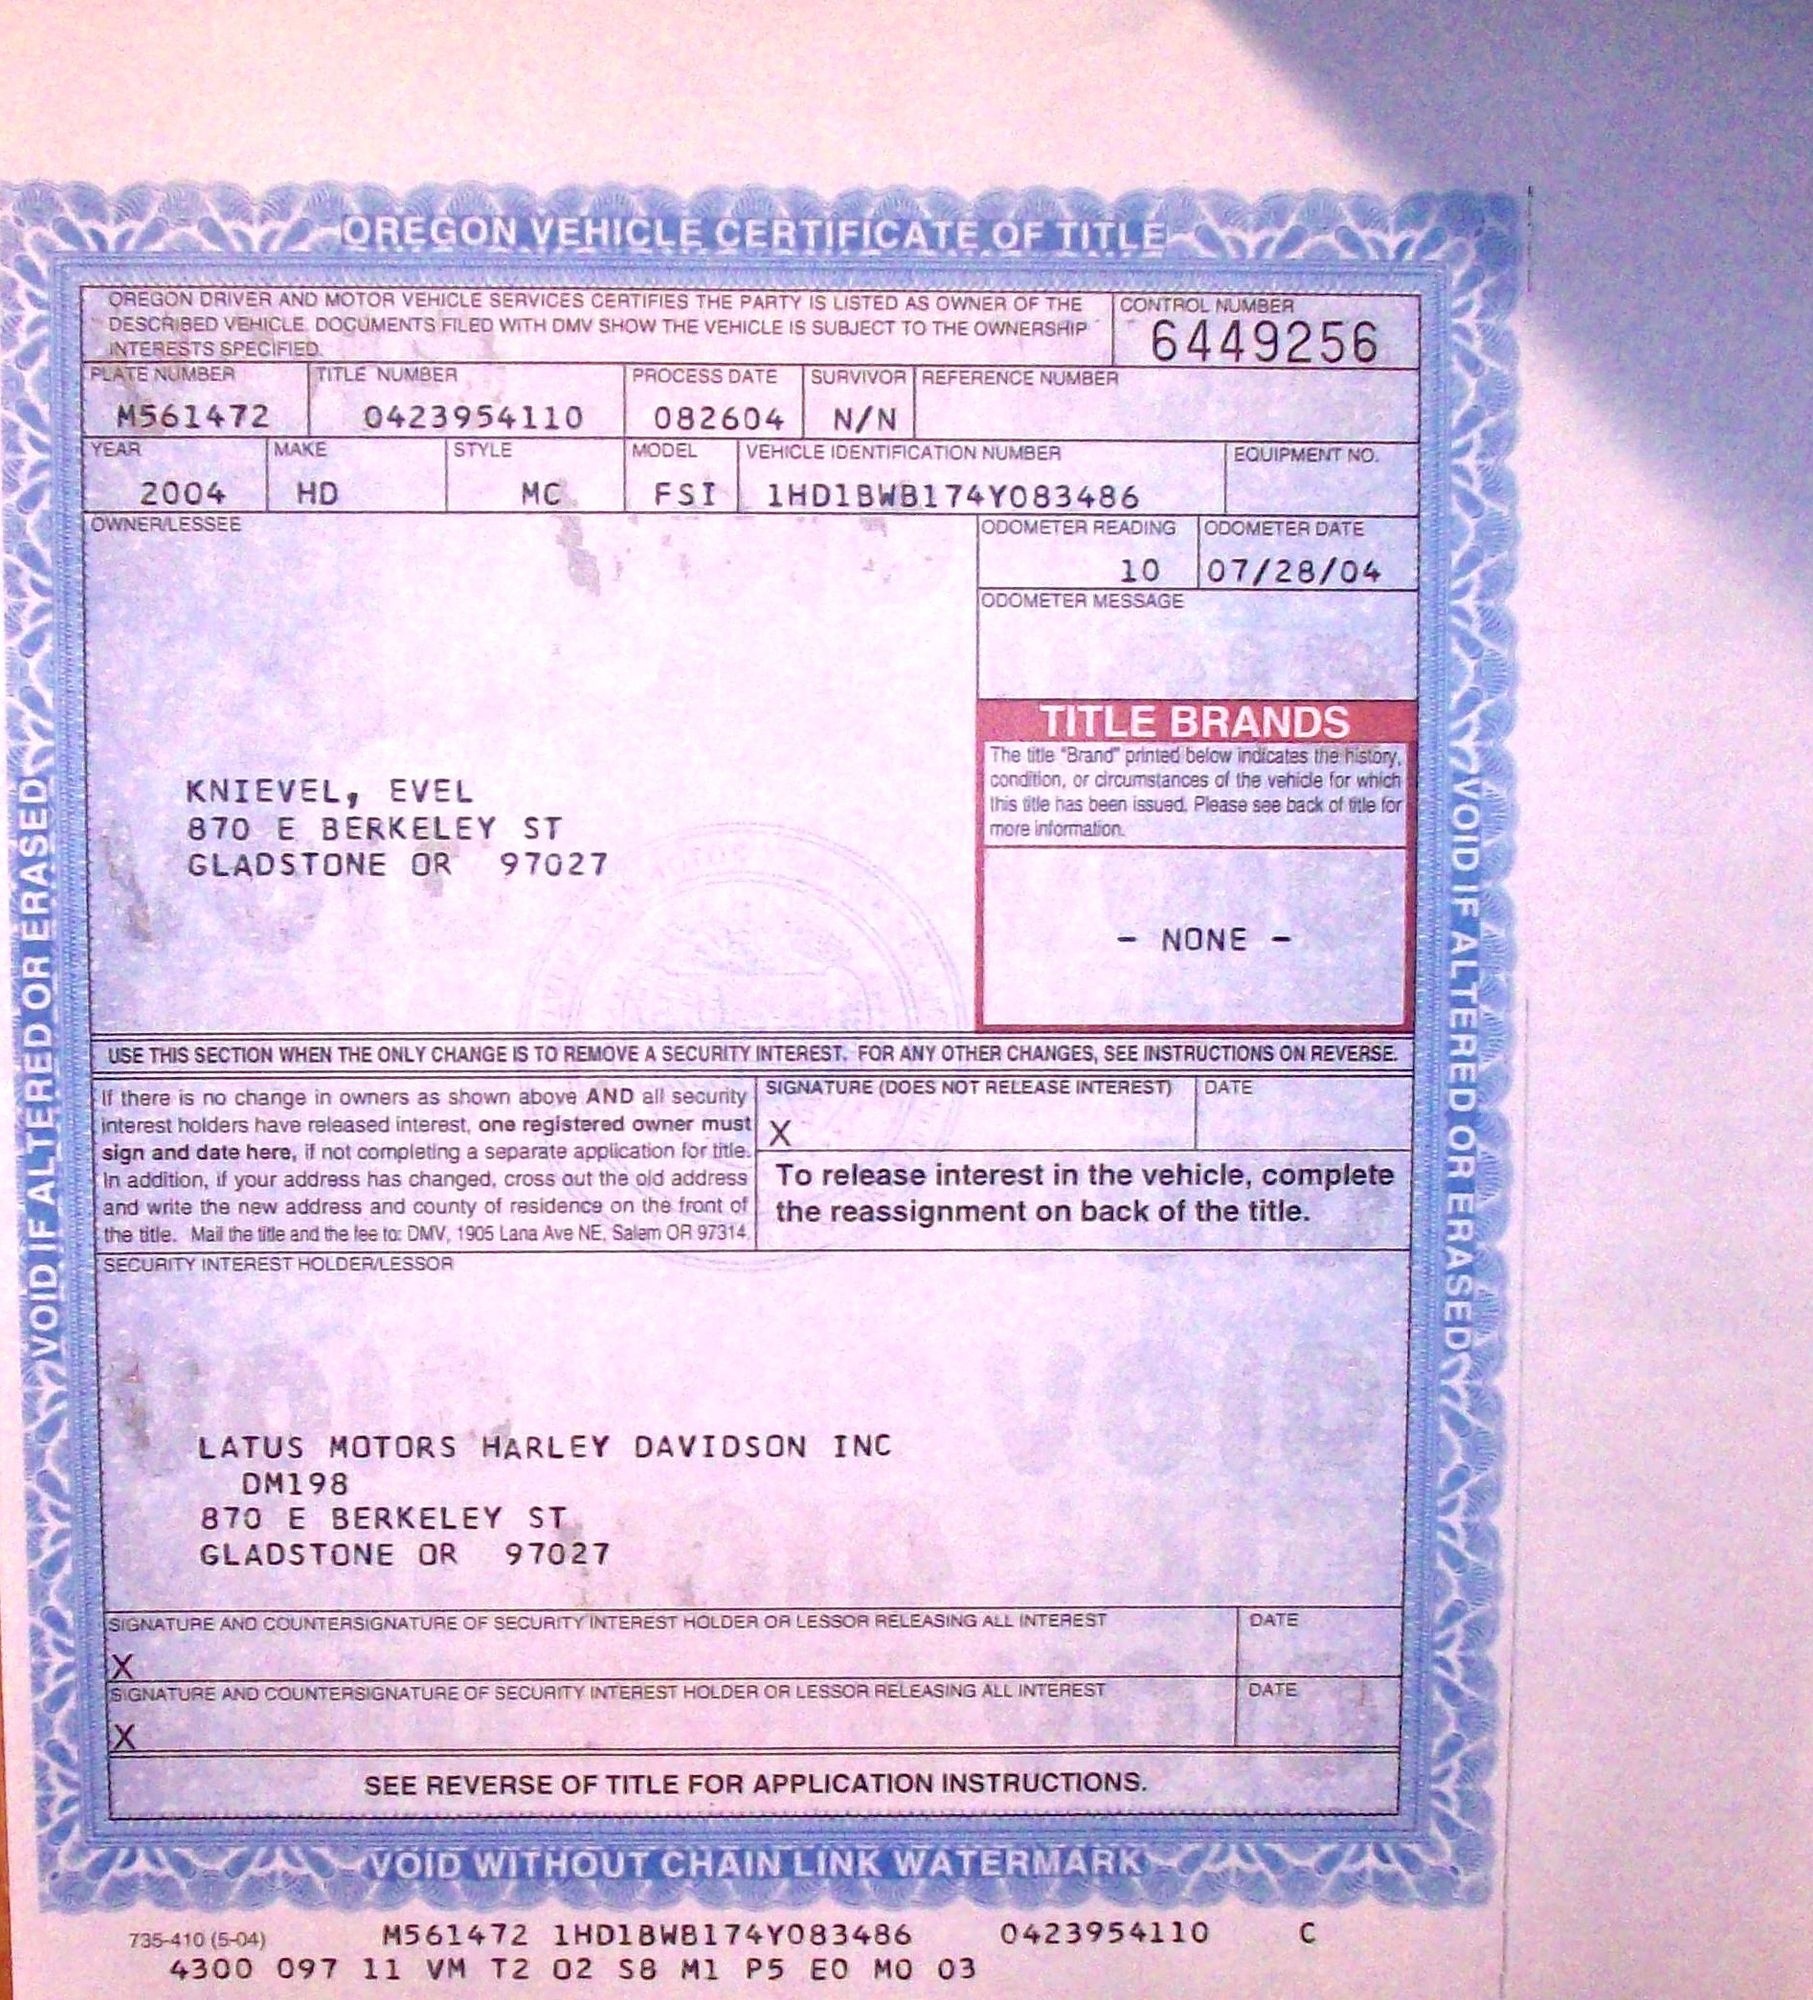 OREGON VEHICLE CERTIFICATE OF TITLE
OREGON DRIVER AND MOTOR VEHICLE SERVICES CERTIFIES THE PARTY IS LISTED AS OWNER OF THE
DESCRIBED VEHICLE. DOCUMENTS FILED WITH DMV SHOW THE VEHICLE IS SUBJECT TO THE OWNERSHIP
INTERESTS SPECIFIED.
CONTROL NUMBER
6449256
PLATE NUMBER TITLE NUMBER PROCESS DATE SURVIVOR REFERENCE NUMBER
M561472 0423954110 082604 N/N
YEAR MAKE STYLE MODEL VEHICLE IDENTIFICATION NUMBER EQUIPMENT NO.
2004 HD MC FSI 1HD1BWB174Y083486
OWNER/LESSEE
ODOMETER READING ODOMETER DATE
10 07/28/04
ODOMETER MESSAGE
TITLE BRANDS
The title "Brand" printed below indicates the history,
condition, or circumstances of the vehicle for which
this title has been issued. Please see back of title for
more information.
- NONE -
KNIEVEL, EVEL
870 E BERKELEY ST
GLADSTONE OR 97027
USE THIS SECTION WHEN THE ONLY CHANGE IS TO REMOVE A SECURITY INTEREST. FOR ANY OTHER CHANGES, SEE INSTRUCTIONS ON REVERSE.
If there is no change in owners as shown above AND all security
interest holders have released interest, one registered owner must
sign and date here, if not completing a separate application for title.
In addition, if your address has changed, cross out the old address
and write the new address and county of residence on the front of
the title. Mail the title and the fee to: DMV, 1905 Lana Ave NE, Salem OR 97314.
SIGNATURE (DOES NOT RELEASE INTEREST) DATE
X
To release interest in the vehicle, complete
the reassignment on back of the title.
SECURITY INTEREST HOLDER/LESSOR
VOID VOID
LATUS MOTORS HARLEY DAVIDSON INC
DM198
870 E BERKELEY ST
GLADSTONE OR 97027
SIGNATURE AND COUNTERSIGNATURE OF SECURITY INTEREST HOLDER OR LESSOR RELEASING ALL INTEREST DATE
X
SIGNATURE AND COUNTERSIGNATURE OF SECURITY INTEREST HOLDER OR LESSOR RELEASING ALL INTEREST DATE
X
SEE REVERSE OF TITLE FOR APPLICATION INSTRUCTIONS.
VOID WITHOUT CHAIN LINK WATERMARK
VOID IF ALTERED OR ERASED
VOID IF ALTERED OR ERASED
735-410 (5-04) M561472 1HD1BWB174Y083486 0423954110 C
4300 097 11 VM T2 02 S8 M1 P5 E0 M0 03